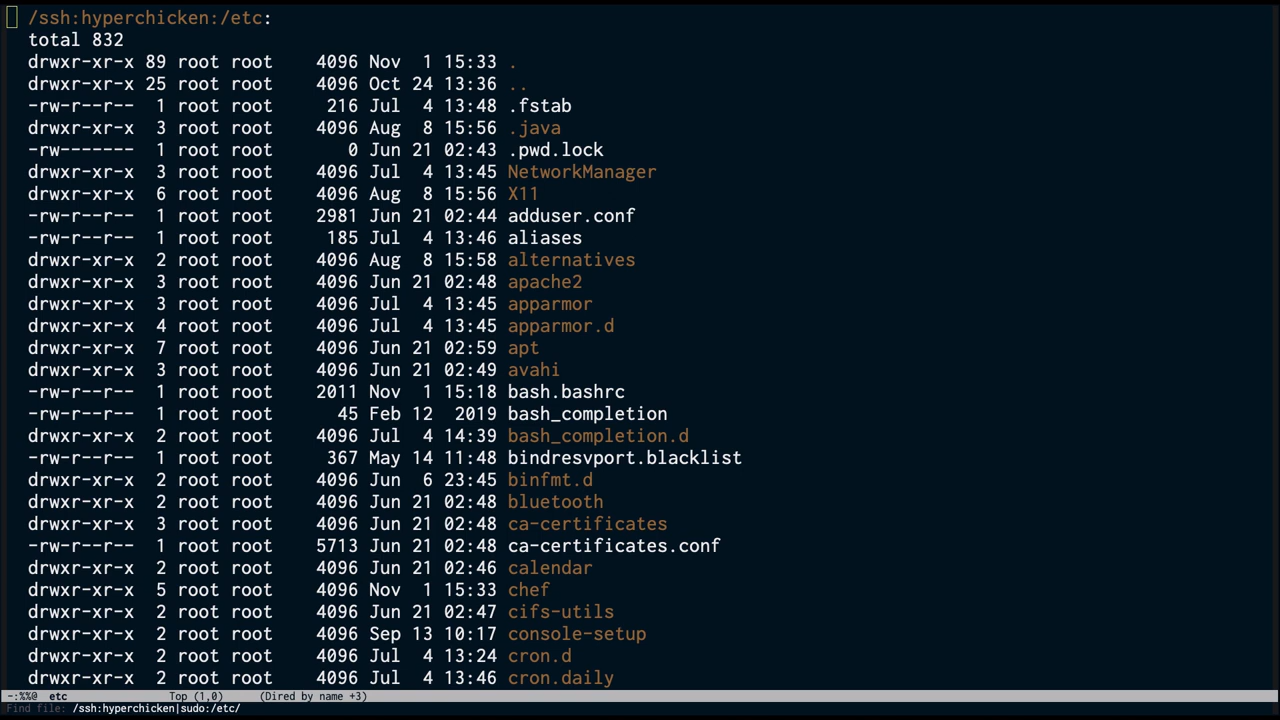 /ssh:hyperchicken:/etc:
total 832
drwxr-xr-x 89 root root    4096 Nov  1 15:33 .
drwxr-xr-x 25 root root    4096 Oct 24 13:36 ..
-rw-r--r--  1 root root     216 Jul  4 13:48 .fstab
drwxr-xr-x  3 root root    4096 Aug  8 15:56 .java
-rw-------  1 root root       0 Jun 21 02:43 .pwd.lock
drwxr-xr-x  3 root root    4096 Jul  4 13:45 NetworkManager
drwxr-xr-x  6 root root    4096 Aug  8 15:56 X11
-rw-r--r--  1 root root    2981 Jun 21 02:44 adduser.conf
-rw-r--r--  1 root root     185 Jul  4 13:46 aliases
drwxr-xr-x  2 root root    4096 Aug  8 15:58 alternatives
drwxr-xr-x  3 root root    4096 Jun 21 02:48 apache2
drwxr-xr-x  3 root root    4096 Jul  4 13:45 apparmor
drwxr-xr-x  4 root root    4096 Jul  4 13:45 apparmor.d
drwxr-xr-x  7 root root    4096 Jun 21 02:59 apt
drwxr-xr-x  3 root root    4096 Jun 21 02:49 avahi
-rw-r--r--  1 root root    2011 Nov  1 15:18 bash.bashrc
-rw-r--r--  1 root root      45 Feb 12  2019 bash_completion
drwxr-xr-x  2 root root    4096 Jul  4 14:39 bash_completion.d
-rw-r--r--  1 root root     367 May 14 11:48 bindresvport.blacklist
drwxr-xr-x  2 root root    4096 Jun  6 23:45 binfmt.d
drwxr-xr-x  2 root root    4096 Jun 21 02:48 bluetooth
drwxr-xr-x  3 root root    4096 Jun 21 02:48 ca-certificates
-rw-r--r--  1 root root    5713 Jun 21 02:48 ca-certificates.conf
drwxr-xr-x  2 root root    4096 Jun 21 02:46 calendar
drwxr-xr-x  5 root root    4096 Nov  1 15:33 chef
drwxr-xr-x  2 root root    4096 Jun 21 02:47 cifs-utils
drwxr-xr-x  2 root root    4096 Sep 13 10:17 console-setup
drwxr-xr-x  2 root root    4096 Jul  4 13:24 cron.d
drwxr-xr-x  2 root root    4096 Jul  4 13:46 cron.daily
-:%%@  etc            Top (1,0)     (Dired by name +3)
Find file: /ssh:hyperchicken|sudo:/etc/